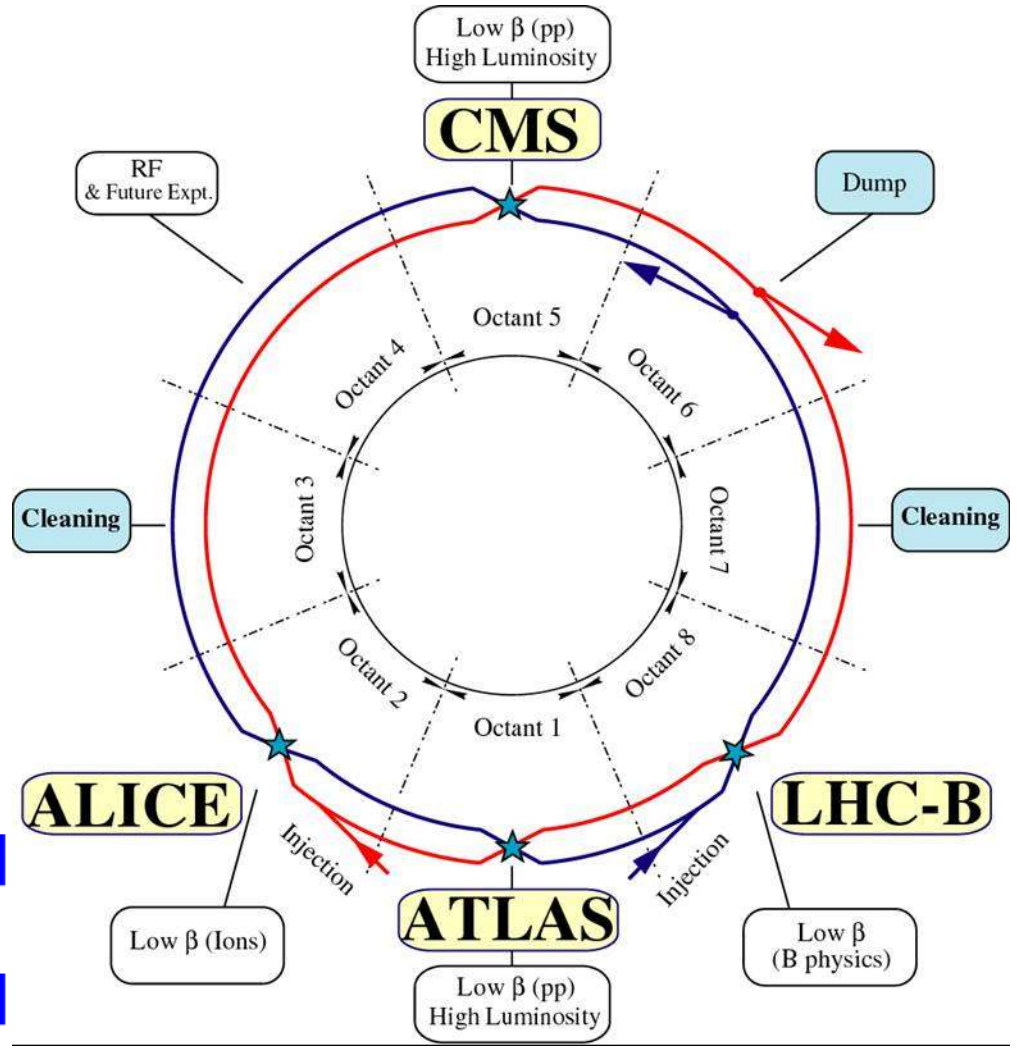 Low β (pp)
High Luminosity
CMS
RF
& Future Expt.
Dump
Octant 5
Octant 4
Octant 6
Cleaning
Octant 3
Octant 7
Cleaning
Octant 2
Octant 8
Octant 1
ALICE
LHC-B
Injection
Injection
ATLAS
Low β (Ions)
Low β
(B physics)
Low β (pp)
High Luminosity